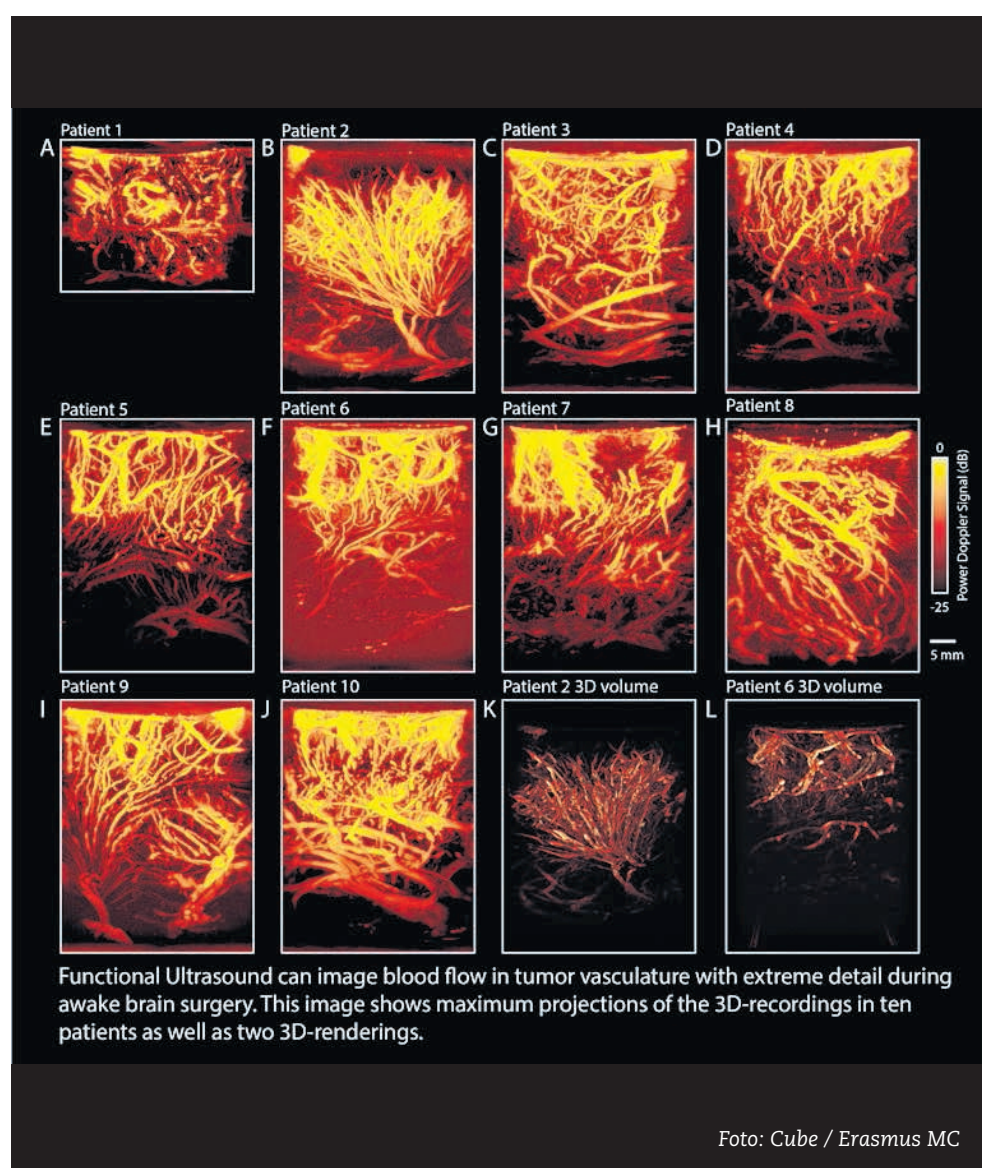 Patient 1
A
Patient 2
B
Patient 3
C
Patient 4
D
Patient 5
E
Patient 6
F
Patient 7
G
Patient 8
H
0
Power Doppler Signal (dB)
-25
5 mm
Patient 9
I
Patient 10
J
Patient 2 3D volume
K
Patient 6 3D volume
L
Functional Ultrasound can image blood flow in tumor vasculature with extreme detail during
awake brain surgery. This image shows maximum projections of the 3D-recordings in ten
patients as well as two 3D-renderings.
Foto: Cube / Erasmus MC